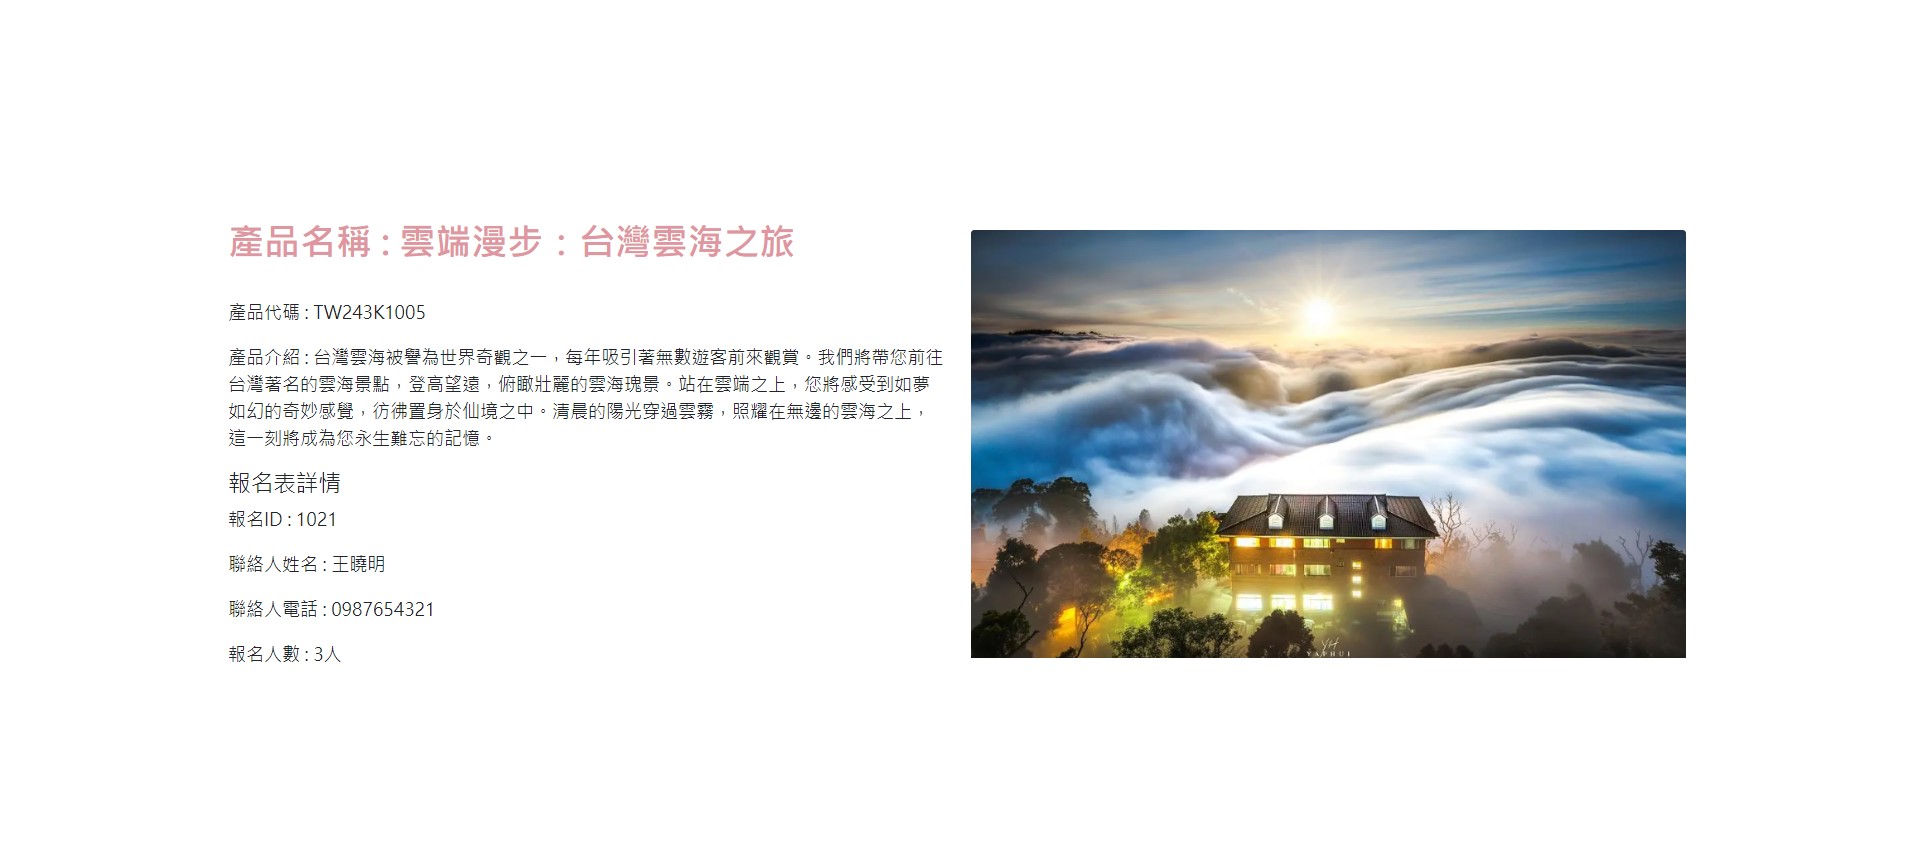 產品名稱 : 雲端漫步：台灣雲海之旅
產品代碼 : TW243K1005
產品介紹 : 台灣雲海被譽為世界奇觀之一，每年吸引著無數遊客前來觀賞。我們將帶您前往
台灣著名的雲海景點，登高望遠，俯瞰壯麗的雲海瑰景。站在雲端之上，您將感受到如夢
如幻的奇妙感覺，彷彿置身於仙境之中。清晨的陽光穿過雲霧，照耀在無邊的雲海之上，
這一刻將成為您永生難忘的記憶。
報名表詳情
報名ID : 1021
聯絡人姓名 : 王曉明
聯絡人電話 : 0987654321
報名人數 : 3人
YH
YAPHUI